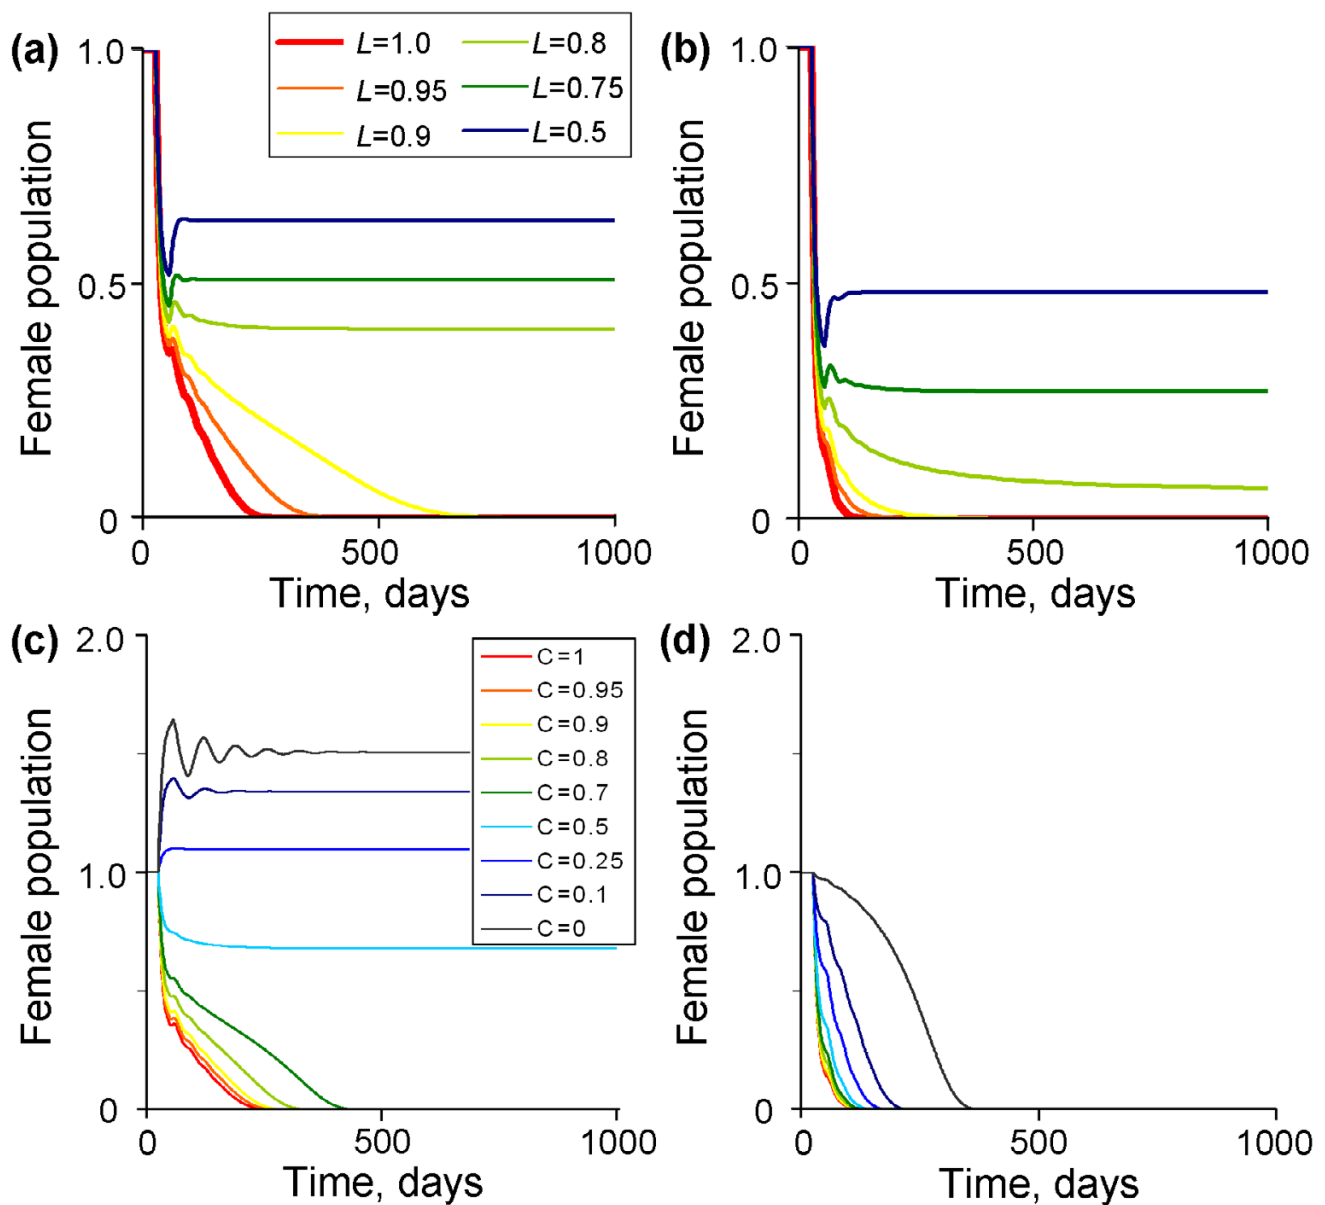 (a)
1.0
0.5
0
Female population
0
500
1000
Time, days
L=1.0
L=0.8
L=0.95
L=0.75
L=0.9
L=0.5
(b)
1.0
0.5
0
Female population
0
500
1000
Time, days
(c)
2.0
1.0
0
Female population
0
500
1000
Time, days
C=1
C=0.95
C=0.9
C=0.8
C=0.7
C=0.5
C=0.25
C=0.1
C=0
(d)
2.0
1.0
0
Female population
0
500
1000
Time, days